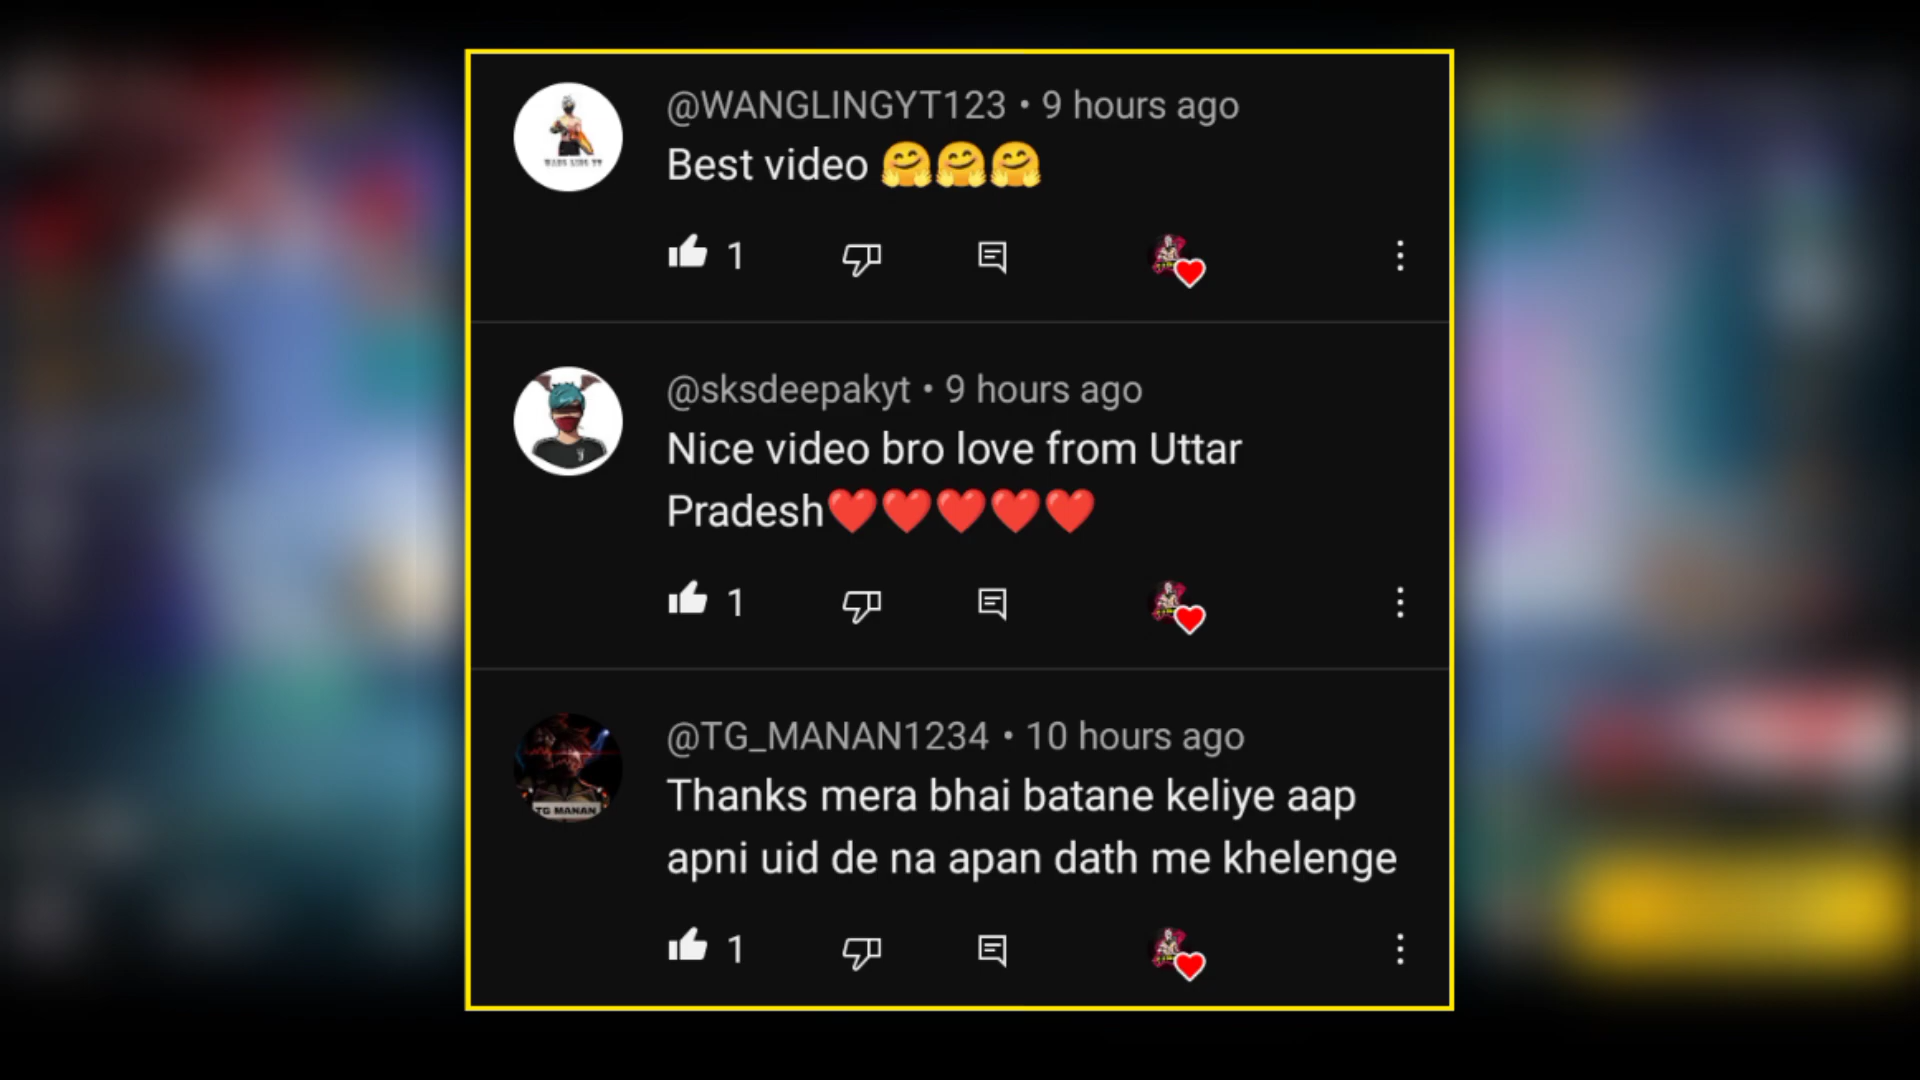 @WANGLINGYT123 • 9 hours ago
Best video 🤗🤗🤗
1
@sksdeepakyt • 9 hours ago
Nice video bro love from Uttar
Pradesh❤️❤️❤️❤️❤️
1
TG MANAN
@TG_MANAN1234 • 10 hours ago
Thanks mera bhai batane keliye aap
apni uid de na apan dath me khelenge
1